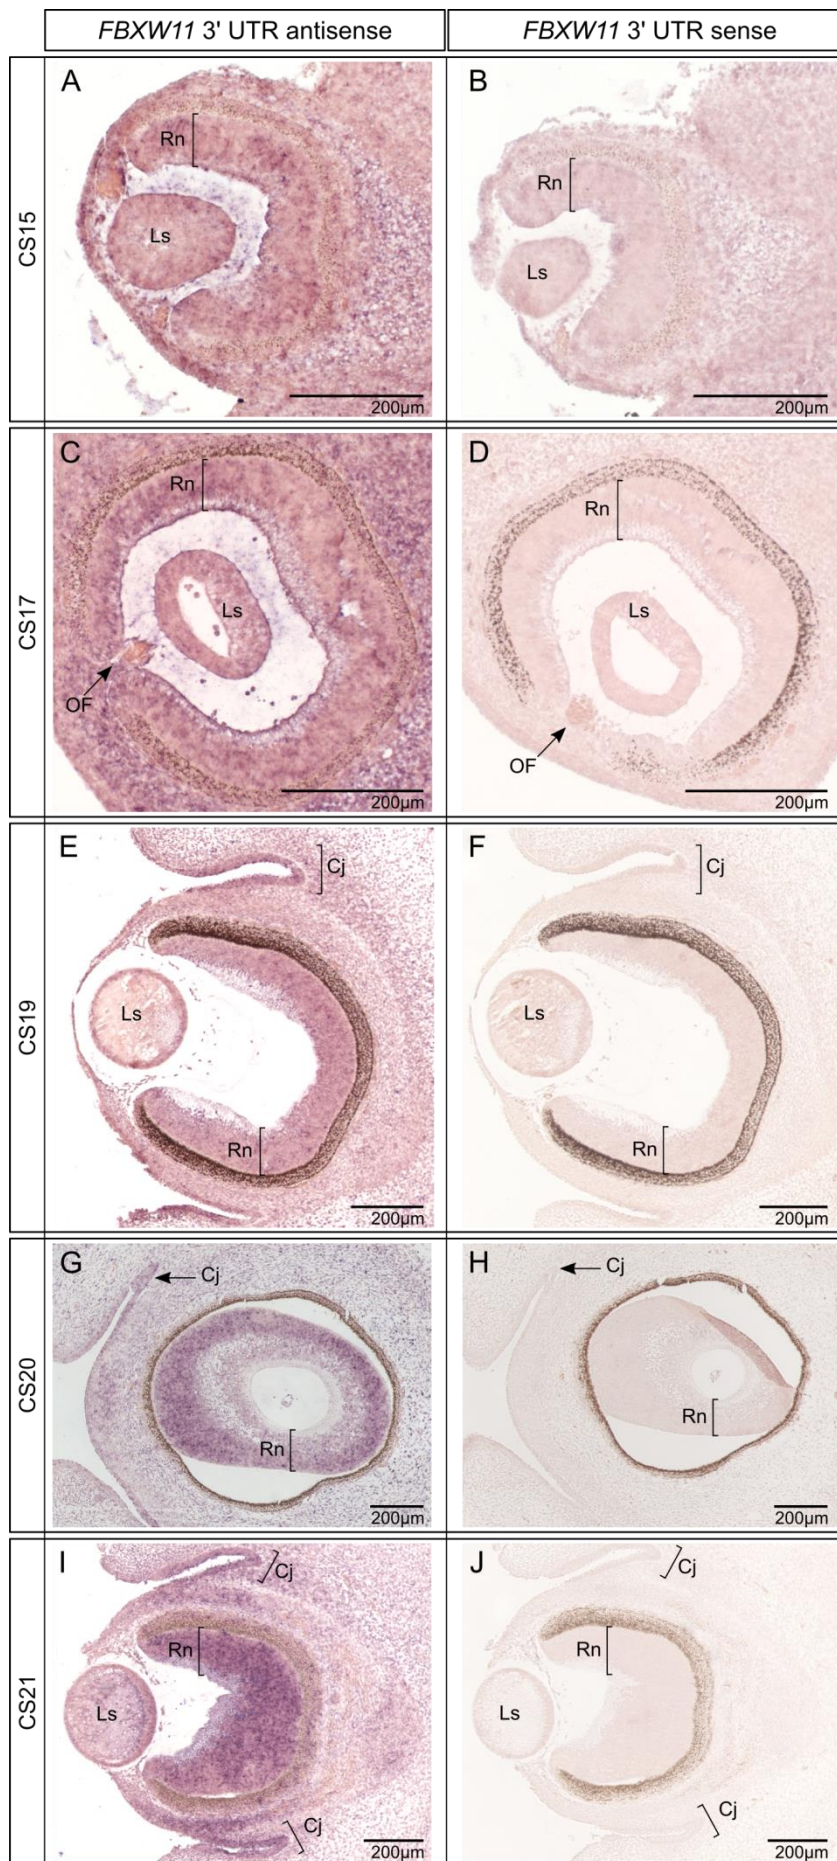 FBXW11 3' UTR antisense
FBXW11 3' UTR sense
CS15
A
Rn
Ls
200µm
B
Rn
Ls
200µm
CS17
C
Rn
Ls
OF
200µm
D
Rn
Ls
OF
200µm
CS19
E
Cj
Ls
Rn
200µm
F
Cj
Ls
Rn
200µm
CS20
G
Cj
Rn
200µm
H
Cj
Rn
200µm
CS21
I
Cj
Rn
Ls
Cj
200µm
J
Cj
Rn
Ls
Cj
200µm